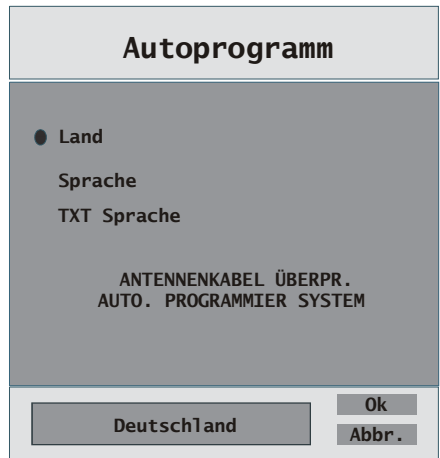 Autoprogramm
Land
Sprache
TXT Sprache
ANTENNENKABEL ÜBERPR.
AUTO. PROGRAMMIER SYSTEM
Deutschland
Ok
Abbr.